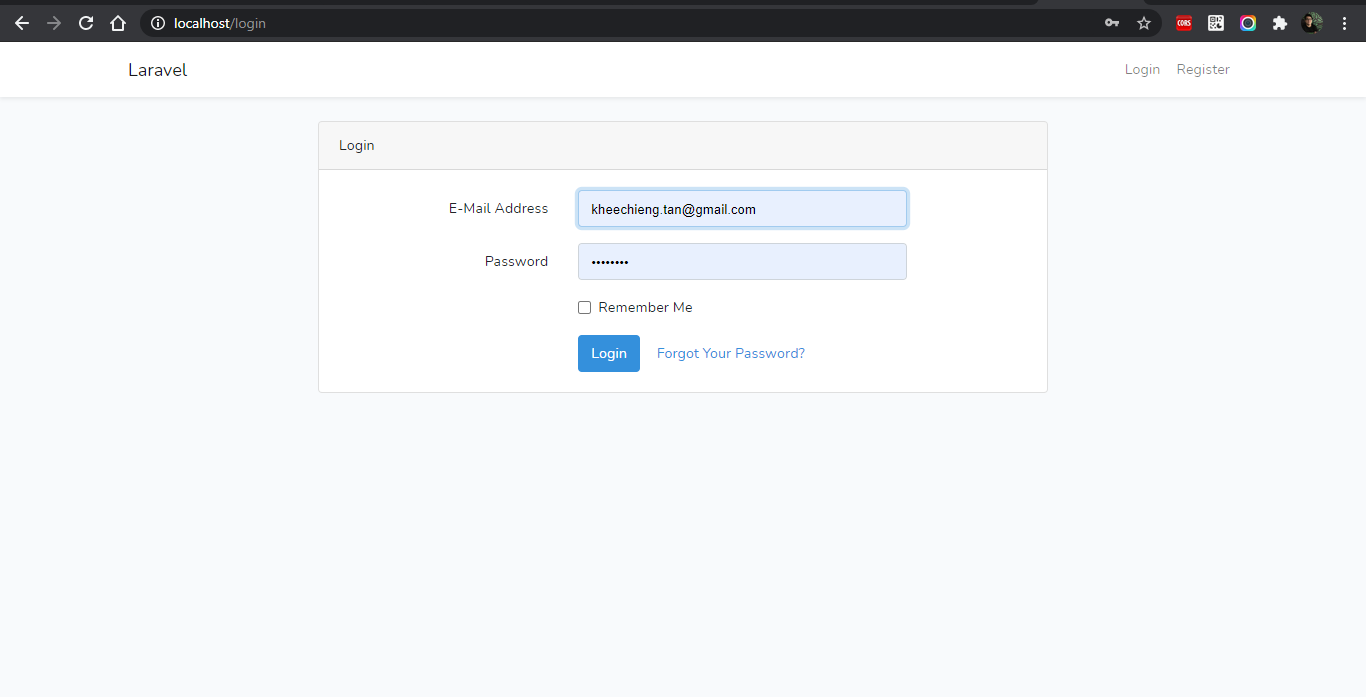 localhost/login
CORS
Laravel
Login Register
Login
E-Mail Address kheechieng.tan@gmail.com
Password ••••••••
Remember Me
Login Forgot Your Password?